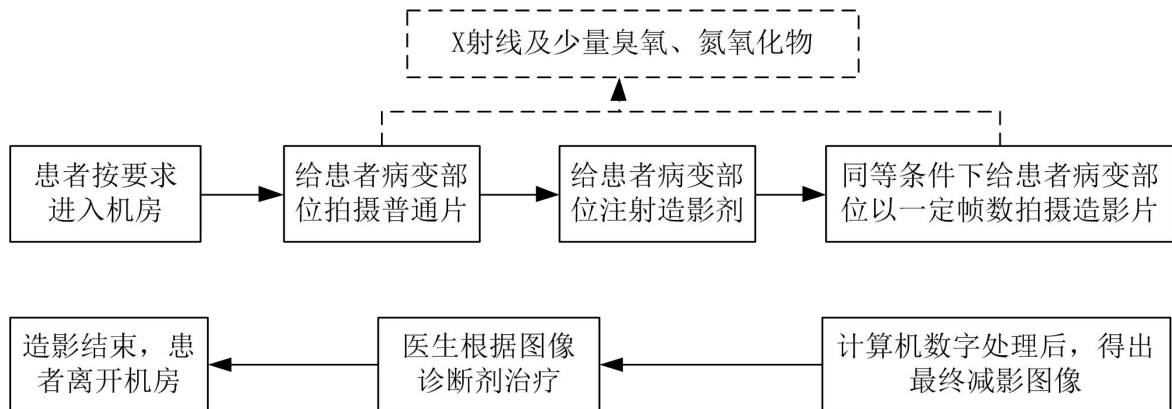 X射线及少量臭氧、氮氧化物
患者按要求
进入机房
给患者病变部
位拍摄普通片
给患者病变部
位注射造影剂
同等条件下给患者病变部
位以一定帧数拍摄造影片
造影结束，患
者离开机房
医生根据图像
诊断剂治疗
计算机数字处理后，得出
最终减影图像